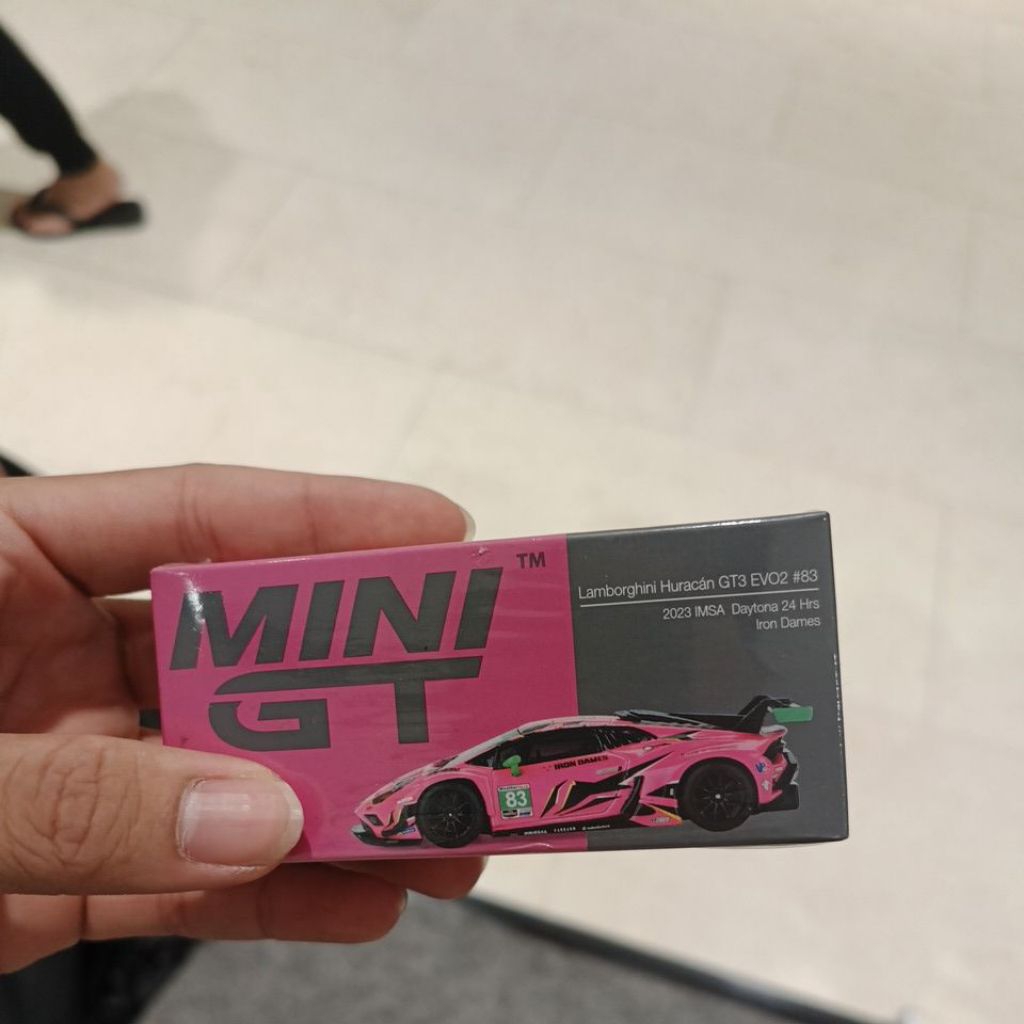 MINI
GT
TM
Lamborghini Huracán GT3 EVO2 #83
2023 IMSA Daytona 24 Hrs
Iron Dames
IRON DAMES
83